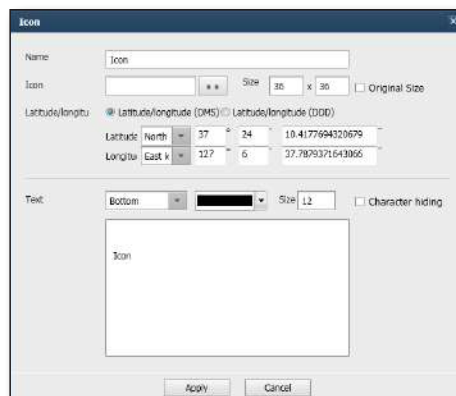 Icon
Name Icon
Icon Size 36 x 36 Original Size
Latitude/longitu Latitude/longitude (DMS) Latitude/longitude (DDD)
Latitude North 37 ° 24 ' 10.4177694320679 "
Longitu East k 127 ° 6 ' 37.7879371643066 "
Text Bottom Size 12 Character hiding
Icon
Apply Cancel